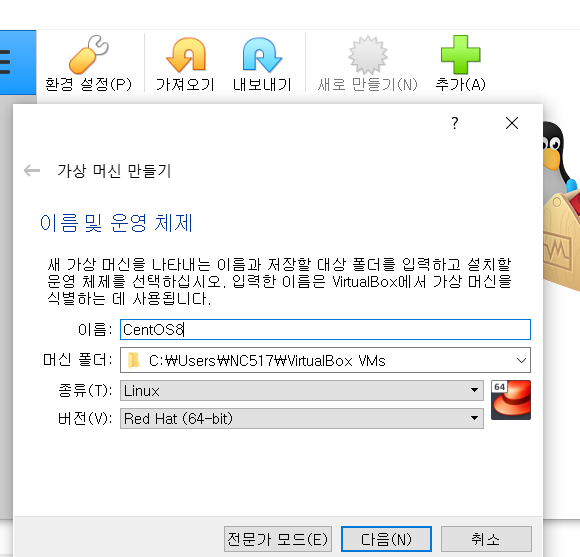 환경 설정(P) 가져오기 내보내기 새로 만들기(N) 추가(A)
?
가상 머신 만들기
이름 및 운영 체제
새 가상 머신을 나타내는 이름과 저장할 대상 폴더를 입력하고 설치할
운영 체제를 선택하십시오. 입력한 이름은 VirtualBox에서 가상 머신을
식별하는 데 사용됩니다.
이름: CentOS8
머신 폴더: C:₩Users₩NC517₩VirtualBox VMs
종류(T): Linux
64
버전(V): Red Hat (64-bit)
전문가 모드(E) 다음(N) 취소